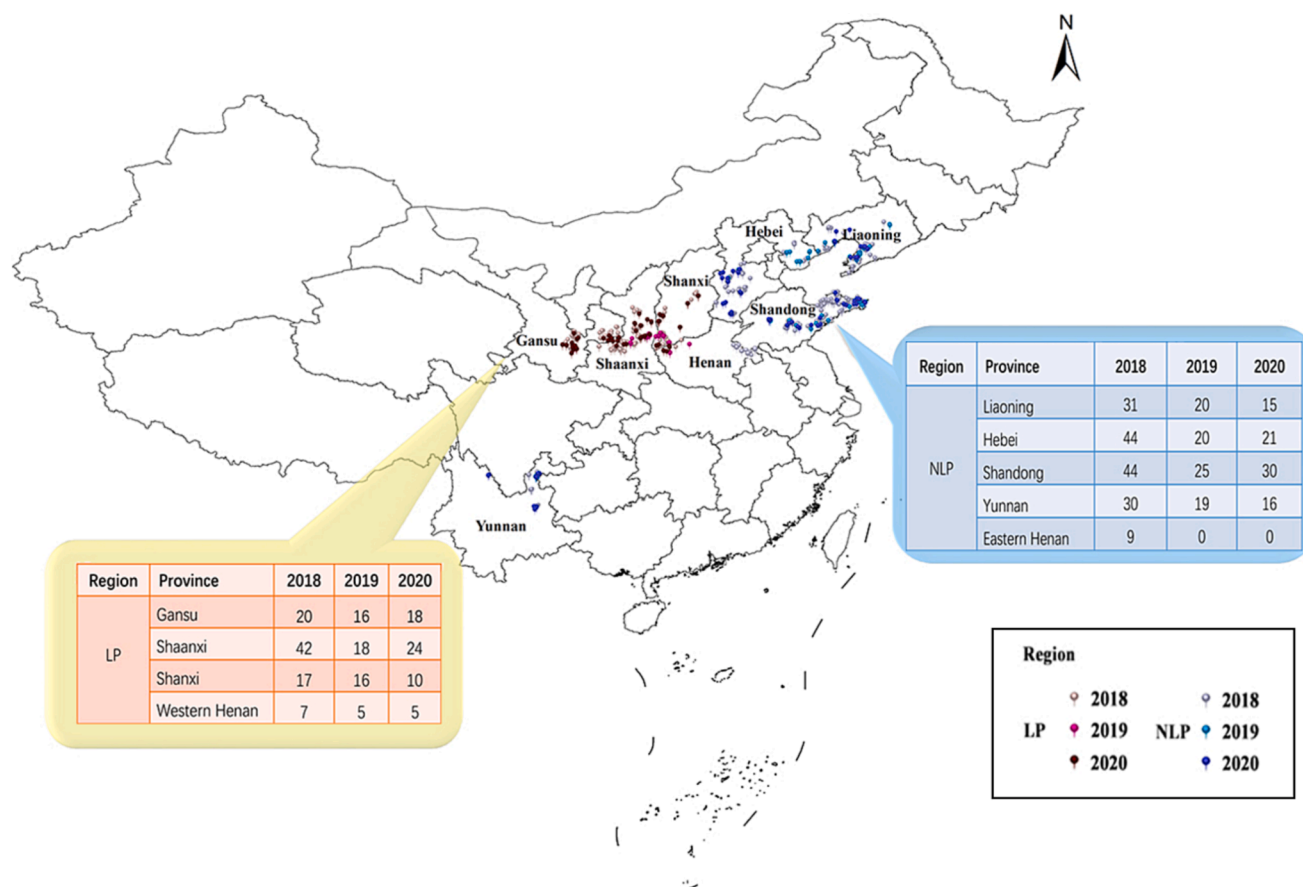 N
Hebei
Liaoning
Shanxi
Shandong
Gansu
Shaanxi
Henan
Yunnan
Region Province 2018 2019 2020
NLP
Liaoning 31 20 15
Hebei 44 20 21
Shandong 44 25 30
Yunnan 30 19 16
Eastern Henan 9 0 0
Region Province 2018 2019 2020
LP
Gansu 20 16 18
Shaanxi 42 18 24
Shanxi 17 16 10
Western Henan 7 5 5
Region
2018 2018
LP 2019 NLP 2019
2020 2020